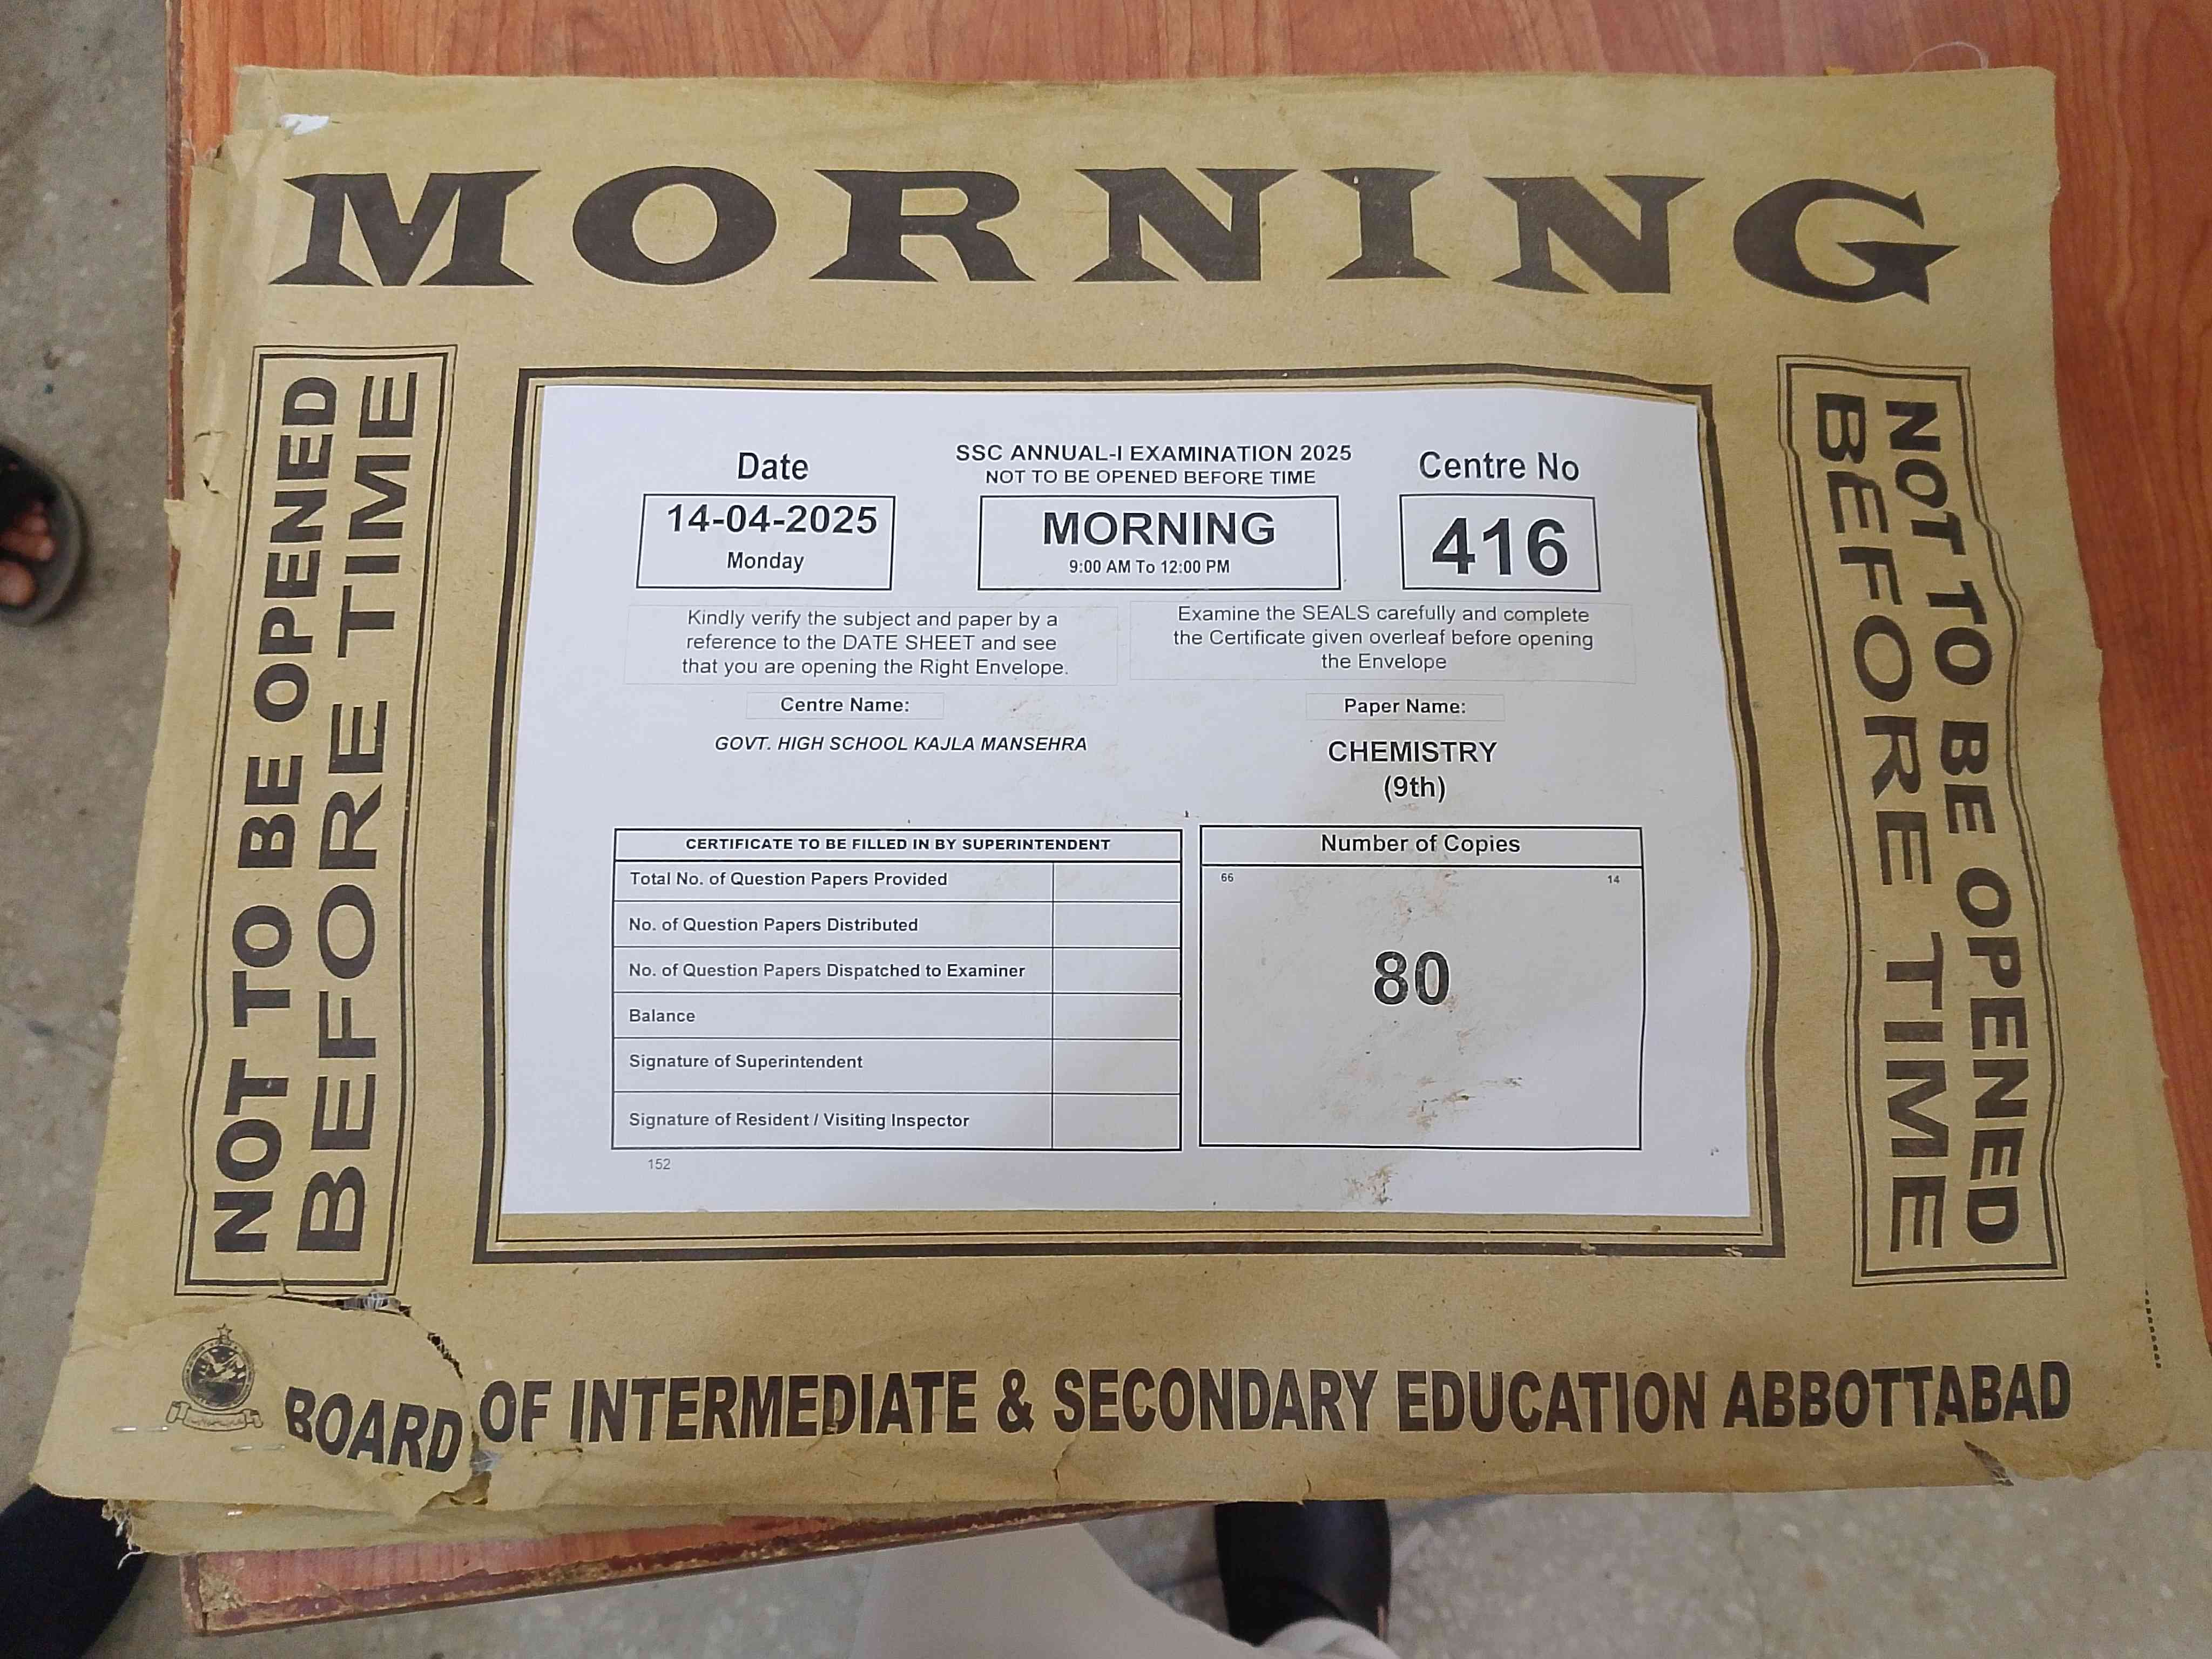 MORNING
NOT TO BE OPENED
BEFORE TIME
Date
14-04-2025
Monday
SSC ANNUAL-I EXAMINATION 2025
NOT TO BE OPENED BEFORE TIME
MORNING
9:00 AM To 12:00 PM
Centre No
416
Kindly verify the subject and paper by a
reference to the DATE SHEET and see
that you are opening the Right Envelope.
Examine the SEALS carefully and complete
the Certificate given overleaf before opening
the Envelope
Centre Name:
GOVT. HIGH SCHOOL KAJLA MANSEHRA
Paper Name:
CHEMISTRY
(9th)
CERTIFICATE TO BE FILLED IN BY SUPERINTENDENT
Total No. of Question Papers Provided
No. of Question Papers Distributed
No. of Question Papers Dispatched to Examiner
Balance
Signature of Superintendent
Signature of Resident / Visiting Inspector
152
Number of Copies
66 14
80
NOT TO BE OPENED
BEFORE TIME
BOARD OF INTERMEDIATE & SECONDARY EDUCATION ABBOTTABAD